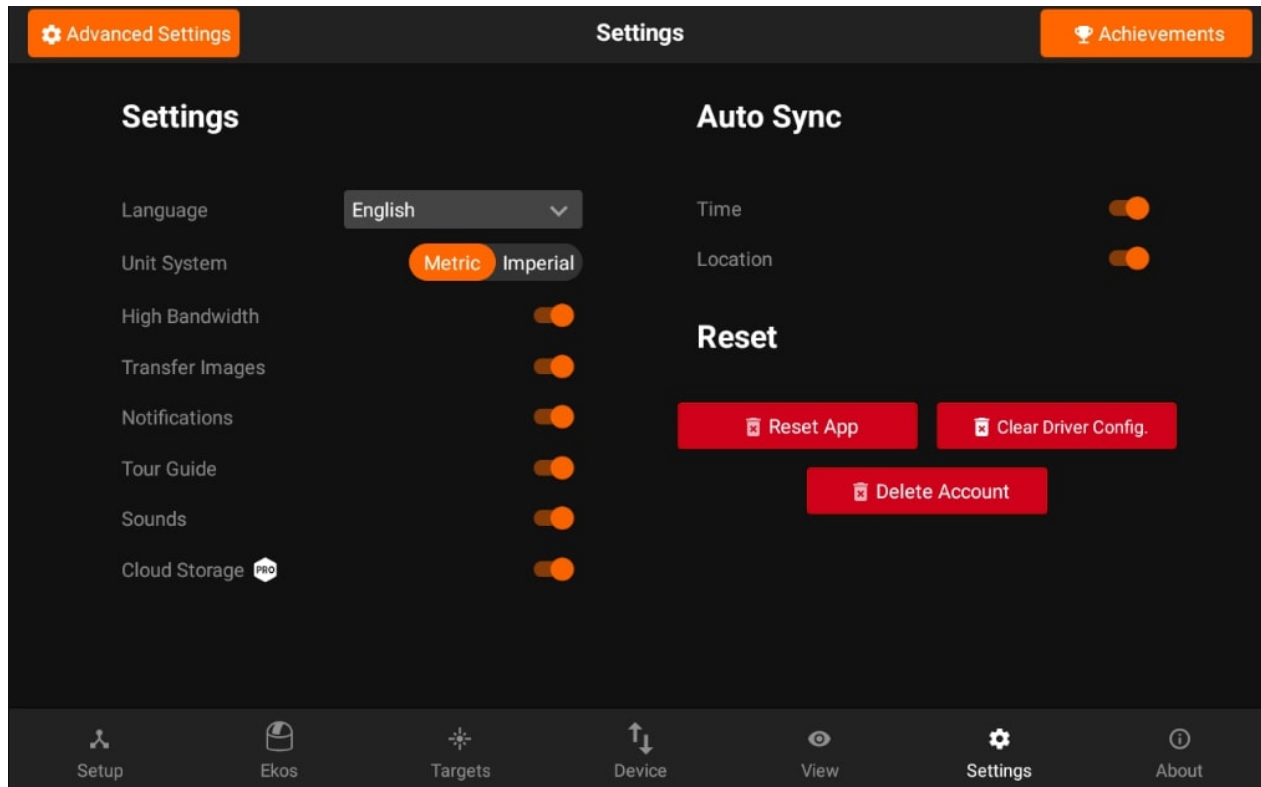 Advanced Settings
Settings
Achievements
Settings
Language English
Unit System Metric Imperial
High Bandwidth
Transfer Images
Notifications
Tour Guide
Sounds
Cloud Storage PRO
Auto Sync
Time
Location
Reset
Reset App Clear Driver Config.
Delete Account
Setup Ekos Targets Device View Settings About